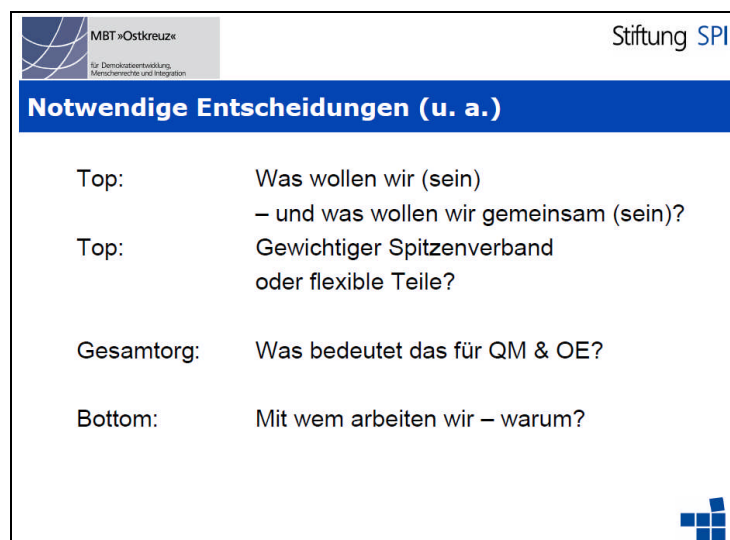 MBT »Ostkreuz«
für Demokratieentwicklung,
Menschenrechte und Integration
Stiftung SPI
Notwendige Entscheidungen (u. a.)
Top: Was wollen wir (sein)
– und was wollen wir gemeinsam (sein)?
Top: Gewichtiger Spitzenverband
oder flexible Teile?
Gesamtorg: Was bedeutet das für QM & OE?
Bottom: Mit wem arbeiten wir – warum?